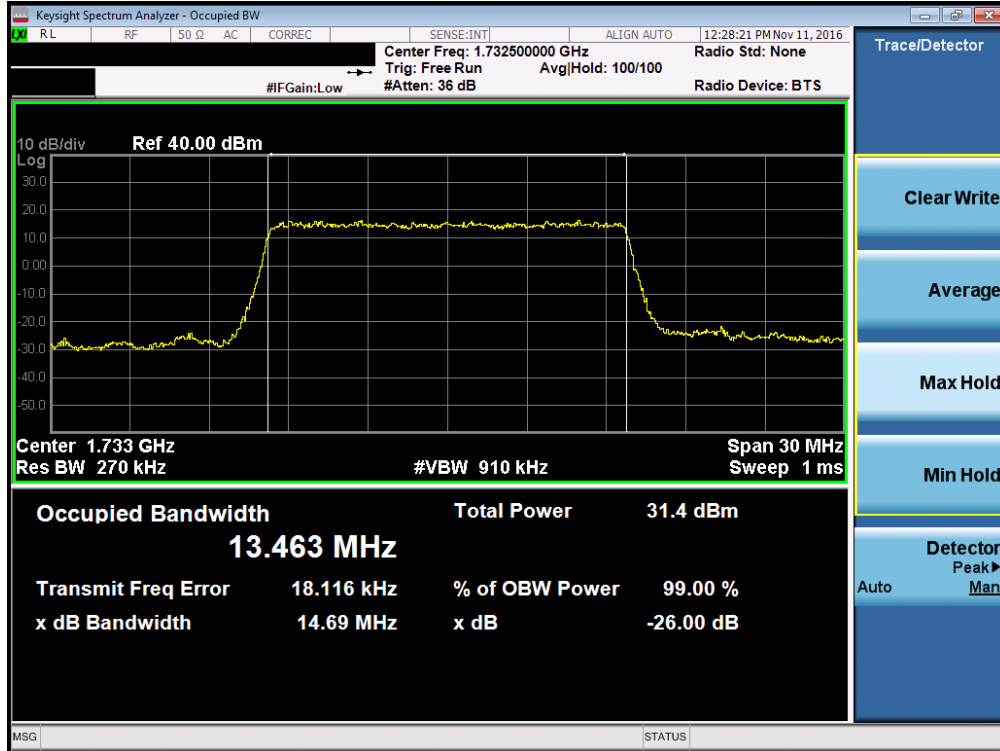 Keysight Spectrum Analyzer - Occupied BW
LXI RL RF 50 Ω AC CORREC SENSE:INT ALIGN AUTO 12:28:21 PM Nov 11, 2016
Center Freq: 1.732500000 GHz Radio Std: None
Trig: Free Run Avg|Hold: 100/100
#IFGain:Low #Atten: 36 dB Radio Device: BTS
Trace/Detector
10 dB/div Ref 40.00 dBm
Log
30.0
20.0
10.0
0.00
-10.0
-20.0
-30.0
-40.0
-50.0
Center 1.733 GHz Span 30 MHz
Res BW 270 kHz #VBW 910 kHz Sweep 1 ms
Occupied Bandwidth Total Power 31.4 dBm
13.463 MHz
Transmit Freq Error 18.116 kHz % of OBW Power 99.00 %
x dB Bandwidth 14.69 MHz x dB -26.00 dB
Clear Write
Average
Max Hold
Min Hold
Detector
Peak▶
Auto Man
MSG STATUS